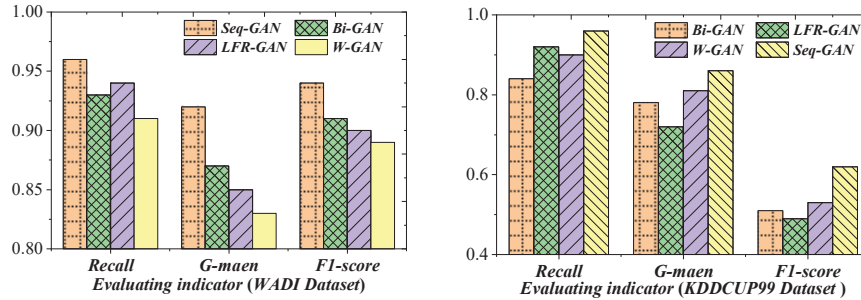 1.00
0.95
0.90
0.85
0.80
Seq-GAN Bi-GAN
LFR-GAN W-GAN
Recall G-maen F1-score
Evaluating indicator (WADI Dataset)
1.0
0.8
0.6
0.4
Bi-GAN LFR-GAN
W-GAN Seq-GAN
Recall G-maen F1-score
Evaluating indicator (KDDCUP99 Dataset )